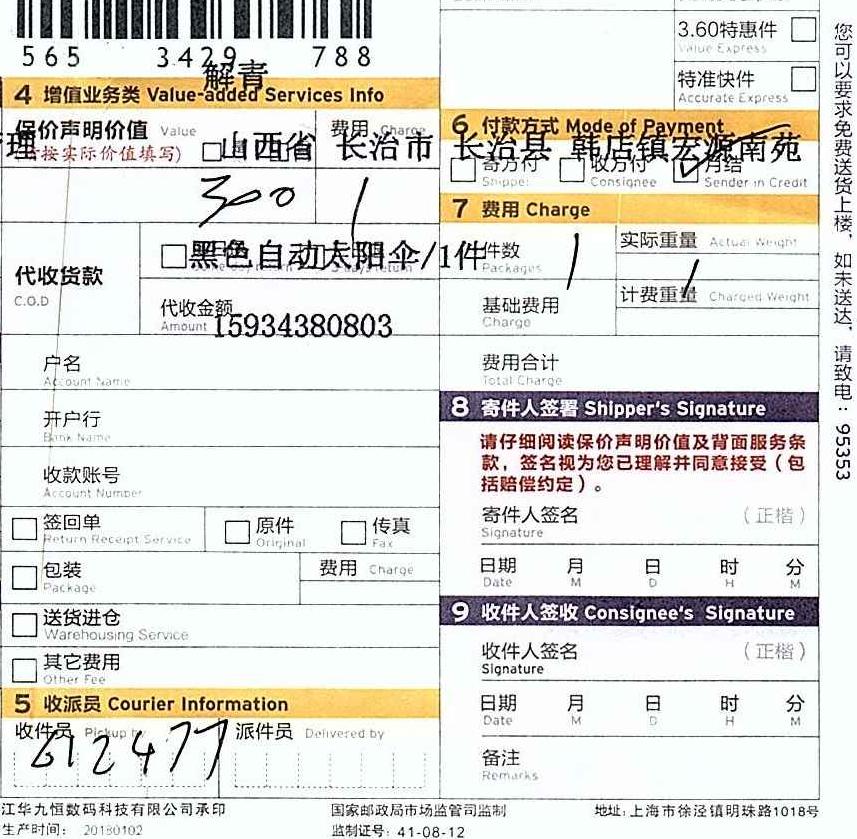 565 3429 788
解青
3.60特惠件
Value Express
特准快件
Accurate Express
4 增值业务类 Value-added Services Info
保价声明价值 Value 费用 Charge
按实际价值填写)
理 山西省 长治市 长治县 韩店镇宏源南苑
300
6 付款方式 Mode of Payment
寄方付 收方付 月结
Shipper Consignee Sender in Credit
7 费用 Charge
代收货款
C.O.D
黑色自动太阳伞/1件
代收金额
Amount 15934380803
件数 1
Packages
实际重量 Actual Weight
基础费用
Charge
计费重量 Charged Weight
费用合计
Total Charge
户名
Account Name
开户行
Bank Name
收款账号
Account Number
签回单 原件 传真
Return Receipt Service Original Fax
包装 费用 Charge
Package
送货进仓
Warehousing Service
其它费用
Other Fee
5 收派员 Courier Information
收件员 Pickup by 派件员 Delivered by
612477
8 寄件人签署 Shipper's Signature
请仔细阅读保价声明价值及背面服务条
款，签名视为您已理解并同意接受（包
括赔偿约定）。
寄件人签名 （正楷）
Signature
日期 月 日 时 分
Date M D H M
9 收件人签收 Consignee's Signature
收件人签名 （正楷）
Signature
日期 月 日 时 分
Date M D H M
备注
Remarks
江华九恒数码科技有限公司承印 国家邮政局市场监管司监制 地址：上海市徐泾镇明珠路1018号
生产时间： 20180102 监制证号：41-08-12
您可以要求免费送货上楼，如未送达，请致电：95353